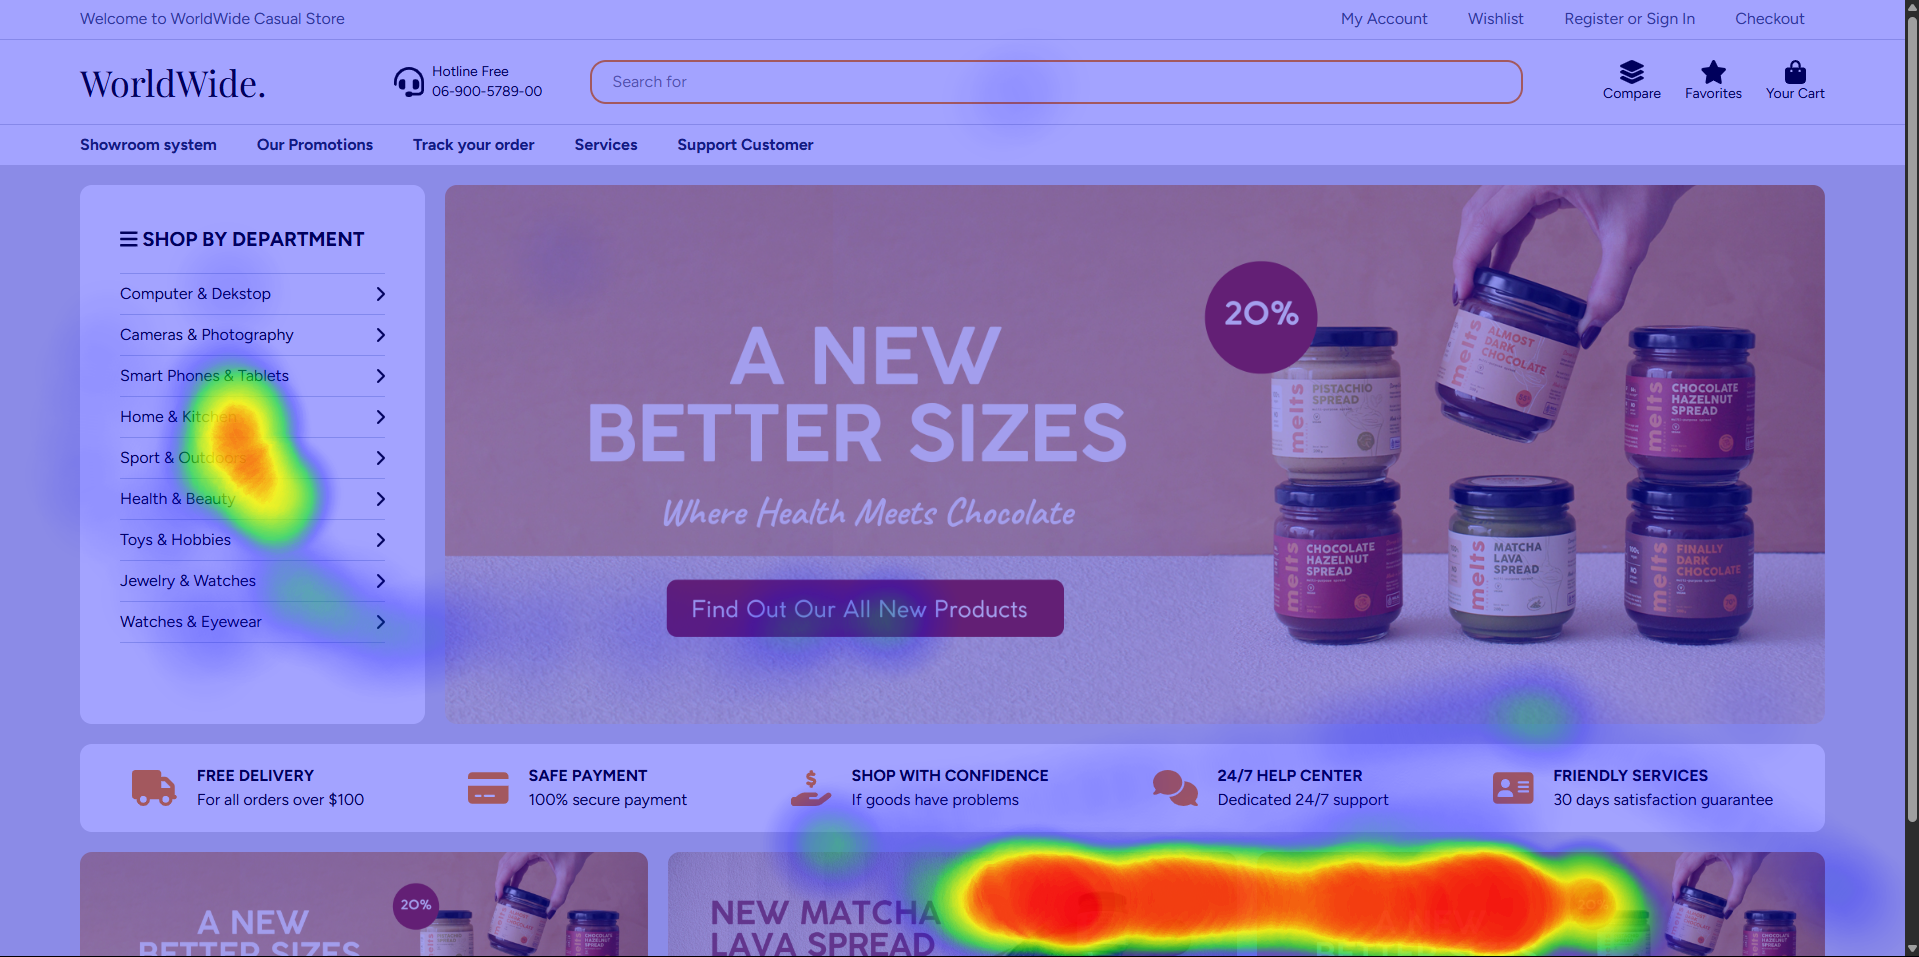 Welcome to WorldWide Casual Store
My Account
Wishlist
Register or Sign In
Checkout
WorldWide.
Hotline Free
06-900-5789-00
Search for
Compare
Favorites
Your Cart
Showroom system
Our Promotions
Track your order
Services
Support Customer
SHOP BY DEPARTMENT
Computer & Dekstop
Cameras & Photography
Smart Phones & Tablets
Home & Kitchen
Sport & Outdoors
Health & Beauty
Toys & Hobbies
Jewelry & Watches
Watches & Eyewear
A NEW
BETTER SIZES
Where Health Meets Chocolate
Find Out Our All New Products
20%
melts
PISTACHIO
SPREAD
melts
ALMOST
DARK
CHOCOLATE
melts
CHOCOLATE
HAZELNUT
SPREAD
melts
CHOCOLATE
HAZELNUT
SPREAD
melts
MATCHA
LAVA
SPREAD
melts
FINALLY
DARK
CHOCOLATE
FREE DELIVERY
For all orders over $100
SAFE PAYMENT
100% secure payment
SHOP WITH CONFIDENCE
If goods have problems
24/7 HELP CENTER
Dedicated 24/7 support
FRIENDLY SERVICES
30 days satisfaction guarantee
A NEW
BETTER SIZES
20%
NEW MATCHA
LAVA SPREAD